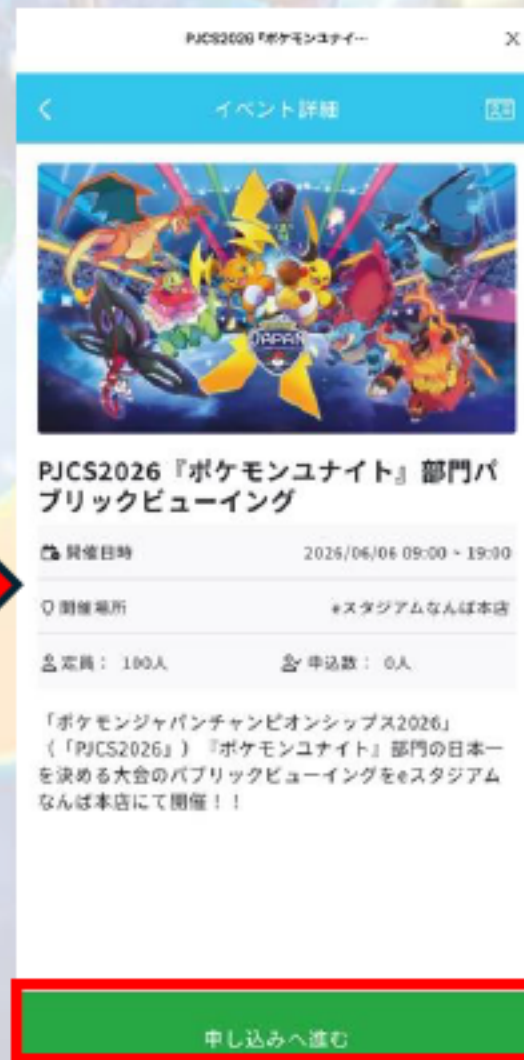 PJCS2026『ポケモンユナイ…
イベント詳細
JAPAN
PJCS2026『ポケモンユナイト』部門パ
ブリックビューイング
開催日時 2026/06/06 09:00 ~ 19:00
開催場所 eスタジアムなんば本店
定員： 100人 申込数： 0人
「ポケモンジャパンチャンピオンシップス2026」
（「PJCS2026」）『ポケモンユナイト』部門の日本一
を決める大会のパブリックビューイングをeスタジアム
なんば本店にて開催！！
申し込みへ進む